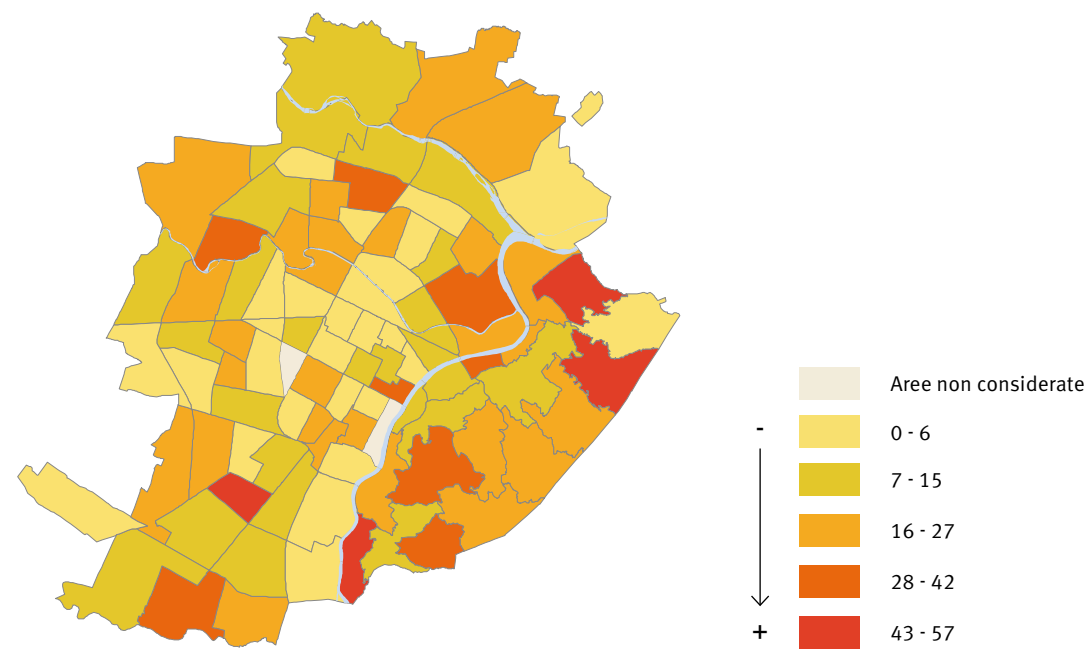 Aree non considerate
-
0 - 6
7 - 15
16 - 27
28 - 42
+
43 - 57